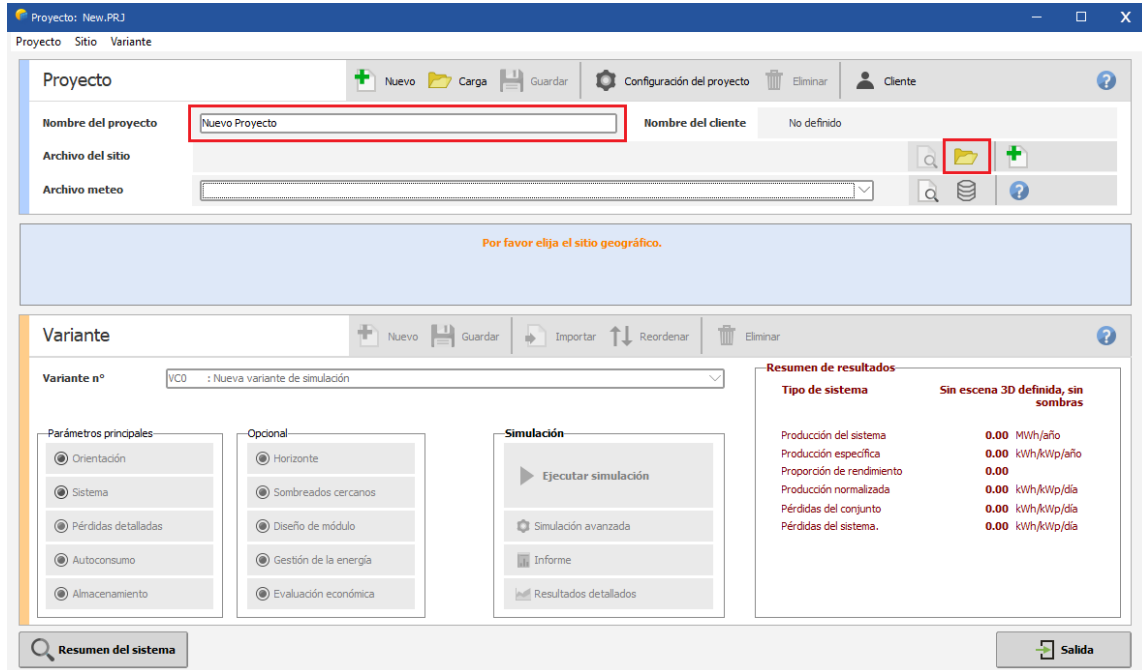 Proyecto: New.PRJ
Proyecto Sitio Variante
Proyecto
Nuevo Carga Guardar Configuración del proyecto Eliminar Cliente
Nombre del proyecto Nuevo Proyecto Nombre del cliente No definido
Archivo del sitio
Archivo meteo
Por favor elija el sitio geográfico.
Variante
Nuevo Guardar Importar Reordenar Eliminar
Variante nº VC0 : Nueva variante de simulación
Parámetros principales
Orientación
Sistema
Pérdidas detalladas
Autoconsumo
Almacenamiento
Opcional
Horizonte
Sombreados cercanos
Diseño de módulo
Gestión de la energía
Evaluación económica
Simulación
Ejecutar simulación
Simulación avanzada
Informe
Resultados detallados
Resumen de resultados
Tipo de sistema Sin escena 3D definida, sin
sombras
Producción del sistema 0.00 MWh/año
Producción específica 0.00 kWh/kWp/año
Proporción de rendimiento 0.00
Producción normalizada 0.00 kWh/kWp/día
Pérdidas del conjunto 0.00 kWh/kWp/día
Pérdidas del sistema. 0.00 kWh/kWp/día
Resumen del sistema
Salida